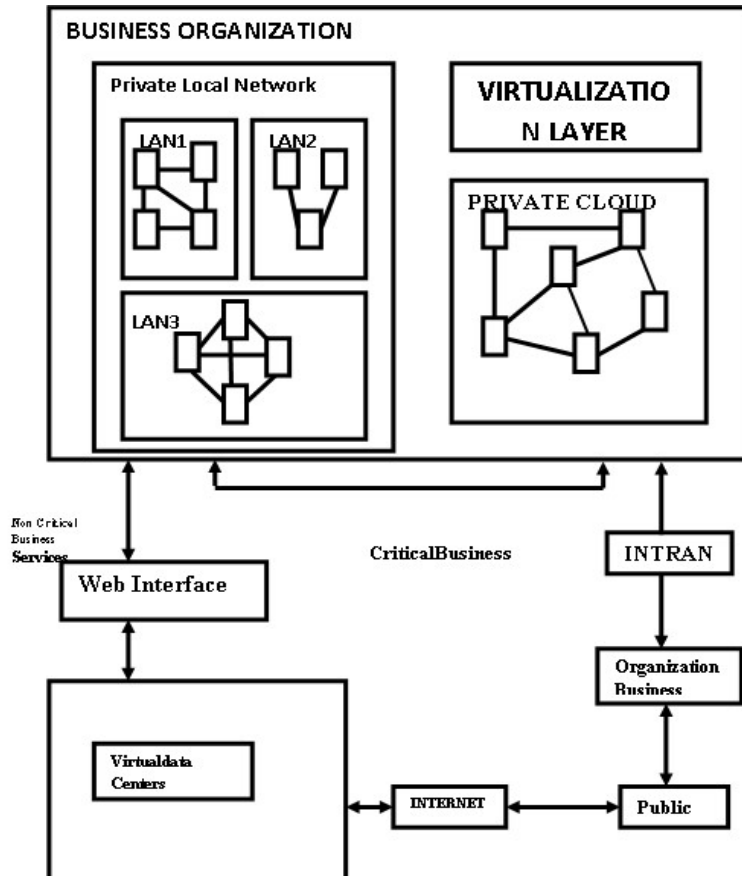 BUSINESS ORGANIZATION
Private Local Network
VIRTUALIZATIO
N LAYER
LAN1
LAN2
PRIVATE CLOUD
LAN3
Non Critical
Business
Services
CriticalBusiness
INTRAN
Web Interface
Organization
Business
Virtualdata
Centers
INTERNET
Public